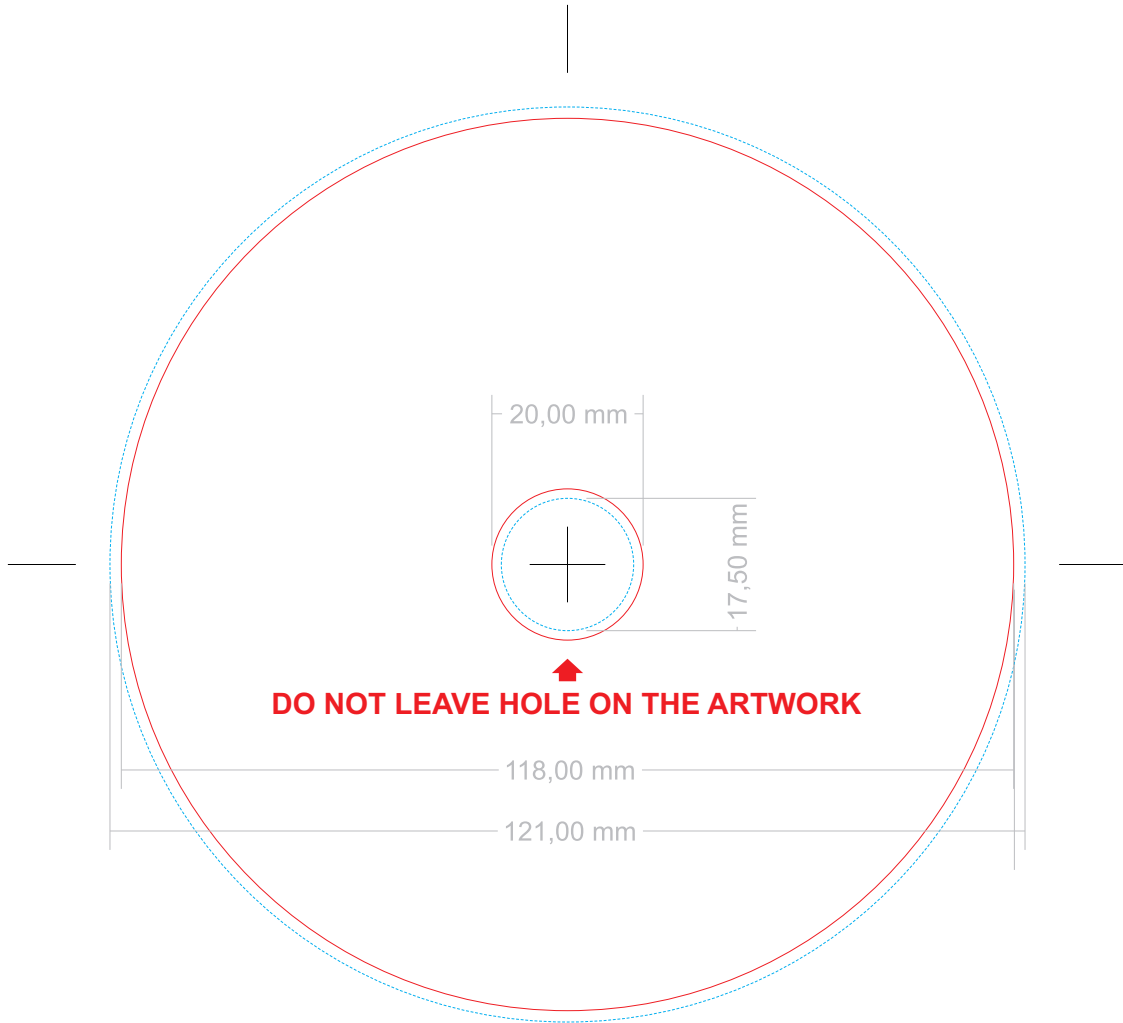 20,00 mm
17,50 mm
DO NOT LEAVE HOLE ON THE ARTWORK
118,00 mm
121,00 mm